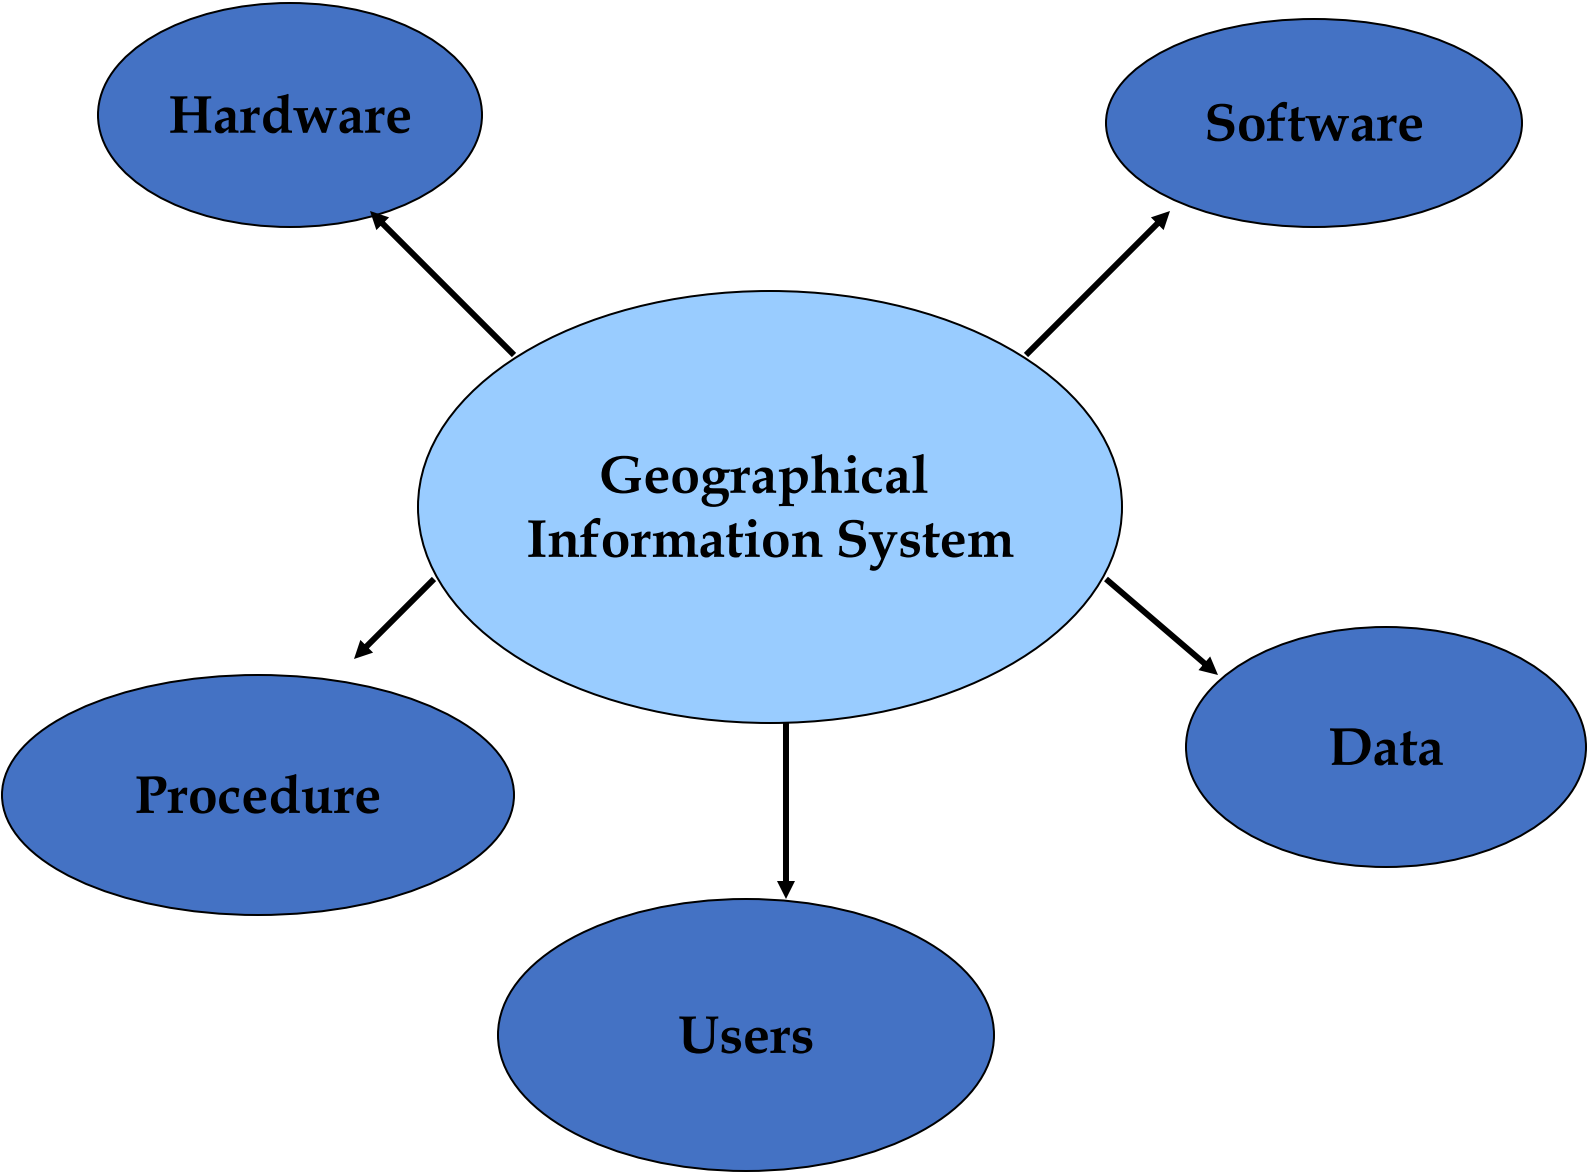 Hardware
Software
Geographical
Information System
Procedure
Data
Users